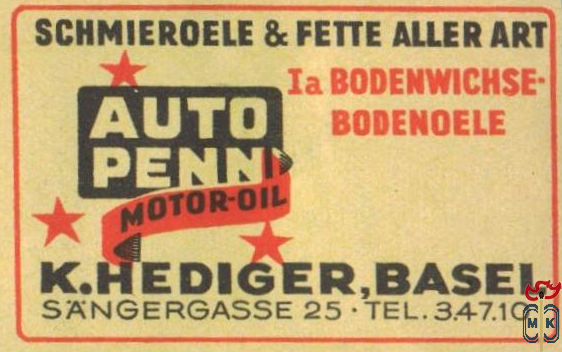 SCHMIEROELE & FETTE ALLER ART
Ia BODENWICHSE-
BODENOELE
AUTO
PENN
MOTOR-OIL
K.HEDIGER, BASEL
SÄNGERGASSE 25 · TEL. 3.47.10
MK